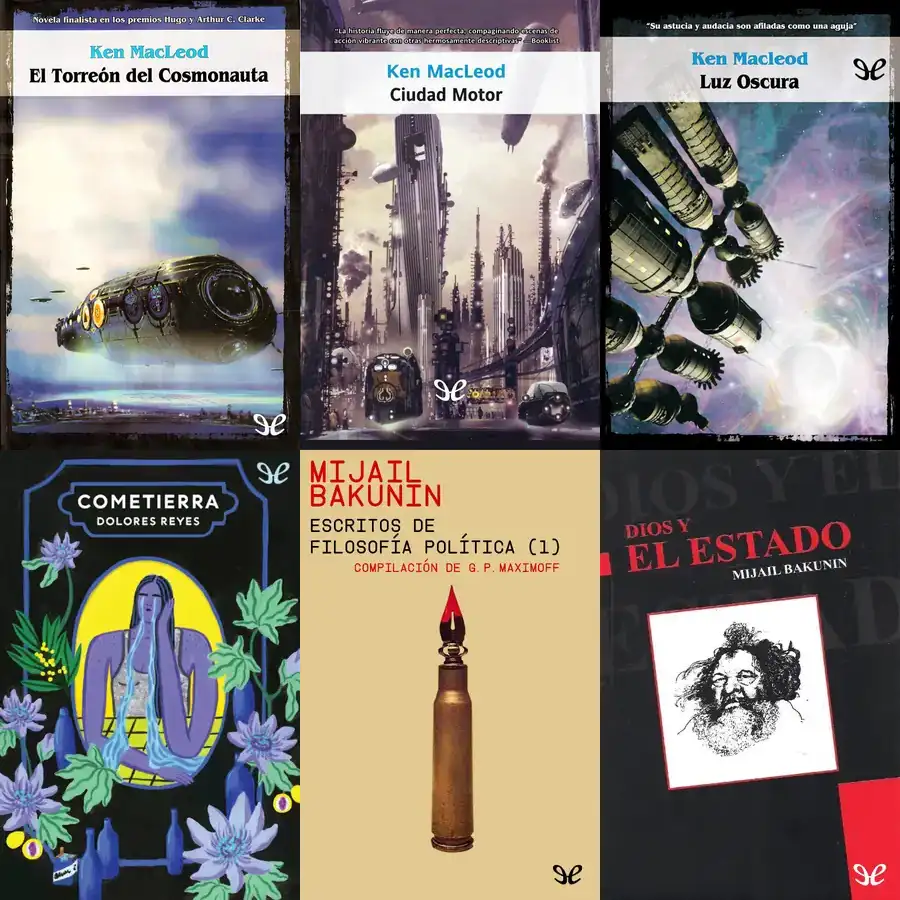 Novela finalista en los premios Hugo y Arthur C. Clarke
Ken MacLeod
El Torreón del Cosmonauta
"La historia fluye de manera perfecta, compaginando escenas de
acción vibrante con otras hermosamente descriptivas" —Booklist
Ken MacLeod
Ciudad Motor
"Su astucia y audacia son afiladas como una aguja"
Ken Macleod
Luz Oscura
COMETIERRA
DOLORES REYES
MIJAIL
BAKUNIN
ESCRITOS DE
FILOSOFÍA POLÍTICA (1)
COMPILACIÓN DE G. P. MAXIMOFF
DIOS Y EL
DIOS Y
EL ESTADO
MIJAIL BAKUNIN